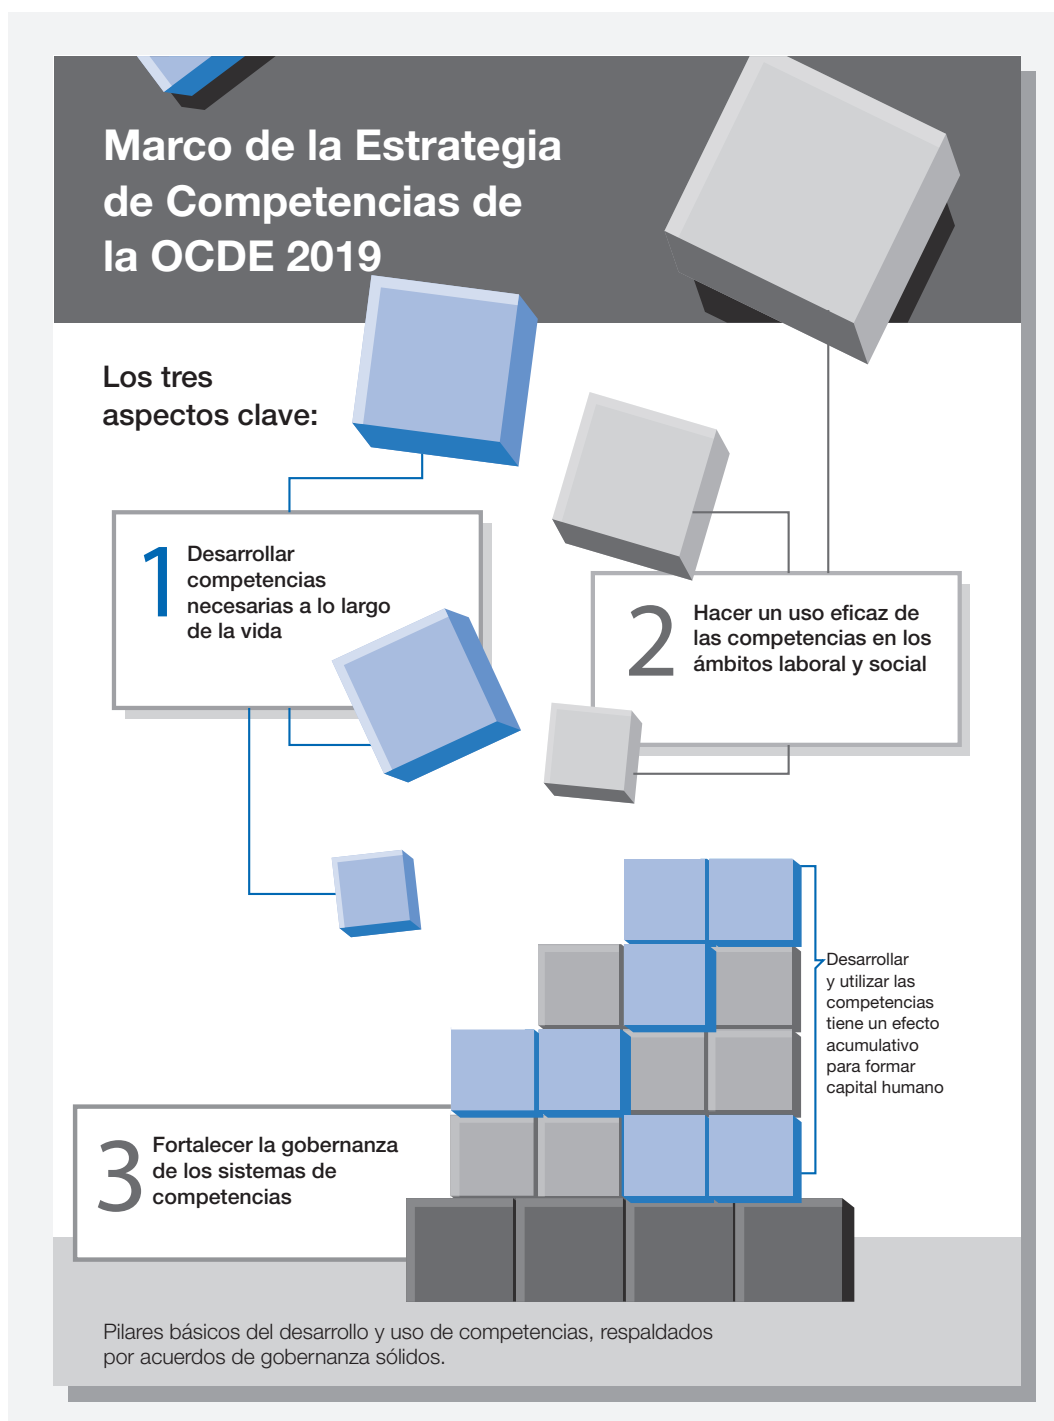 Marco de la Estrategia
de Competencias de
la OCDE 2019
Los tres
aspectos clave:
1
Desarrollar
competencias
necesarias a lo largo
de la vida
2
Hacer un uso eficaz de
las competencias en los
ámbitos laboral y social
Desarrollar
y utilizar las
competencias
tiene un efecto
acumulativo
para formar
capital humano
3
Fortalecer la gobernanza
de los sistemas de
competencias
Pilares básicos del desarrollo y uso de competencias, respaldados
por acuerdos de gobernanza sólidos.